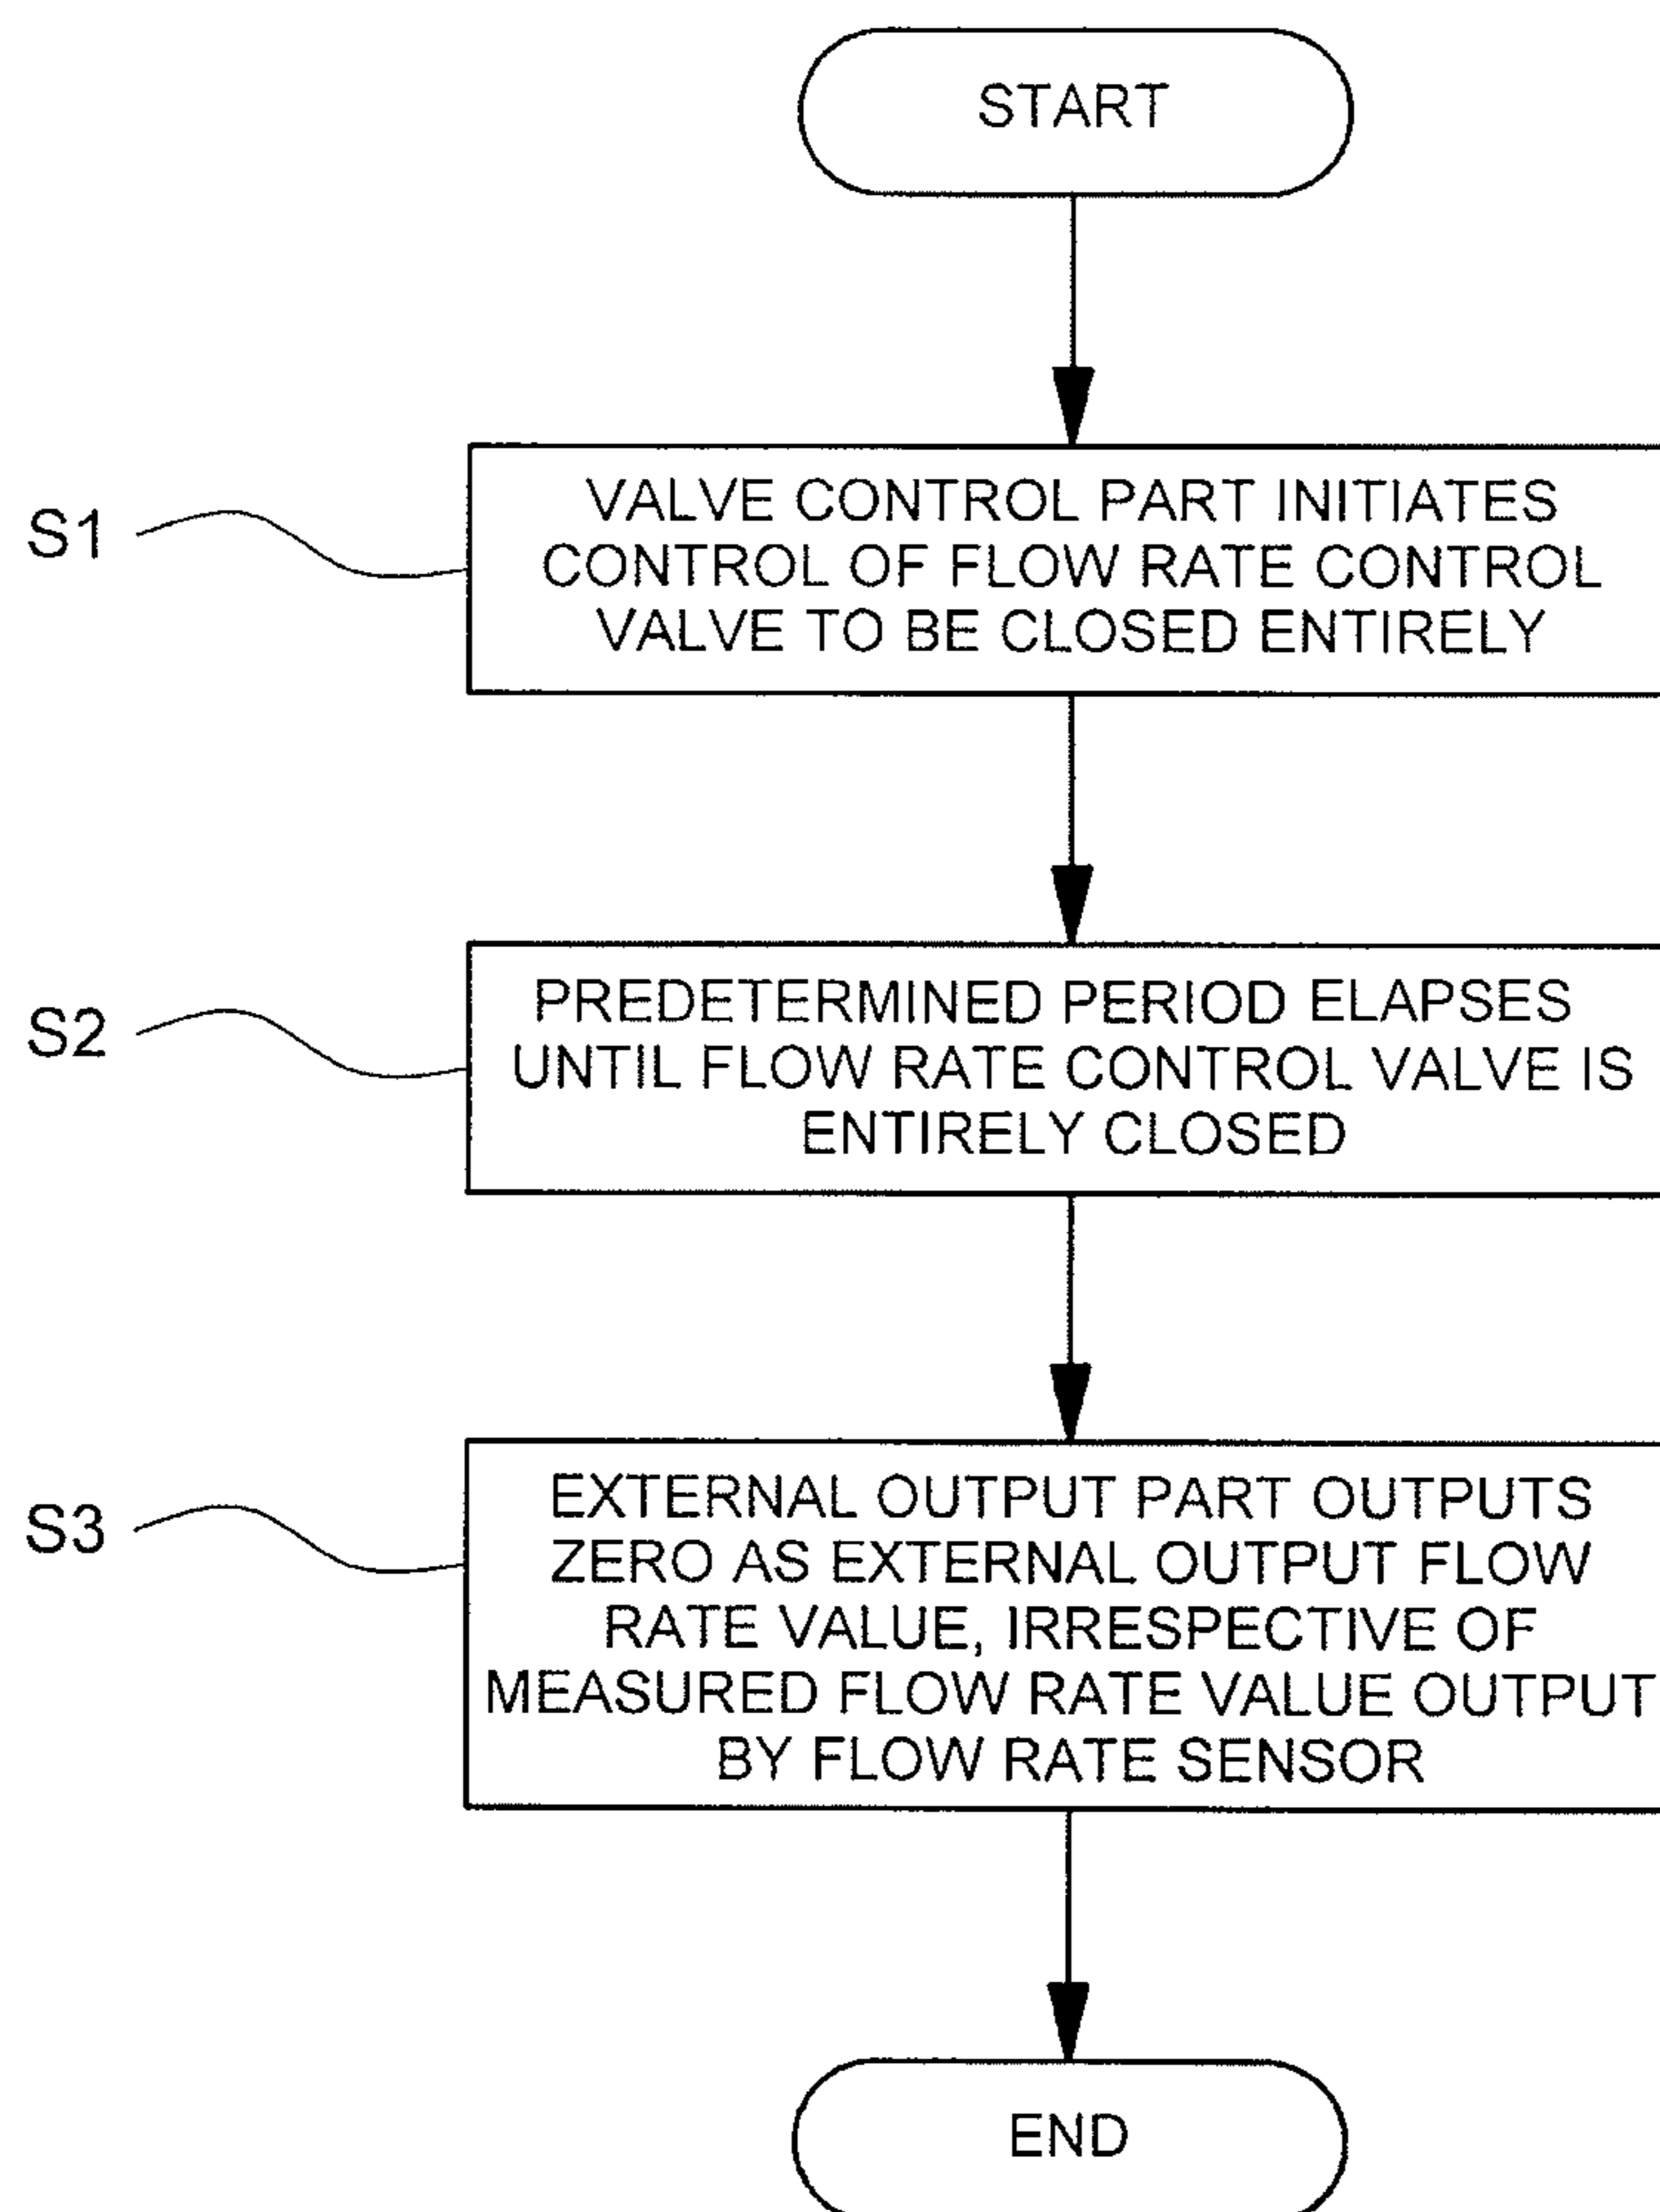 START
S1
VALVE CONTROL PART INITIATES
CONTROL OF FLOW RATE CONTROL
VALVE TO BE CLOSED ENTIRELY
S2
PREDETERMINED PERIOD ELAPSES
UNTIL FLOW RATE CONTROL VALVE IS
ENTIRELY CLOSED
S3
EXTERNAL OUTPUT PART OUTPUTS
ZERO AS EXTERNAL OUTPUT FLOW
RATE VALUE, IRRESPECTIVE OF
MEASURED FLOW RATE VALUE OUTPUT
BY FLOW RATE SENSOR
END